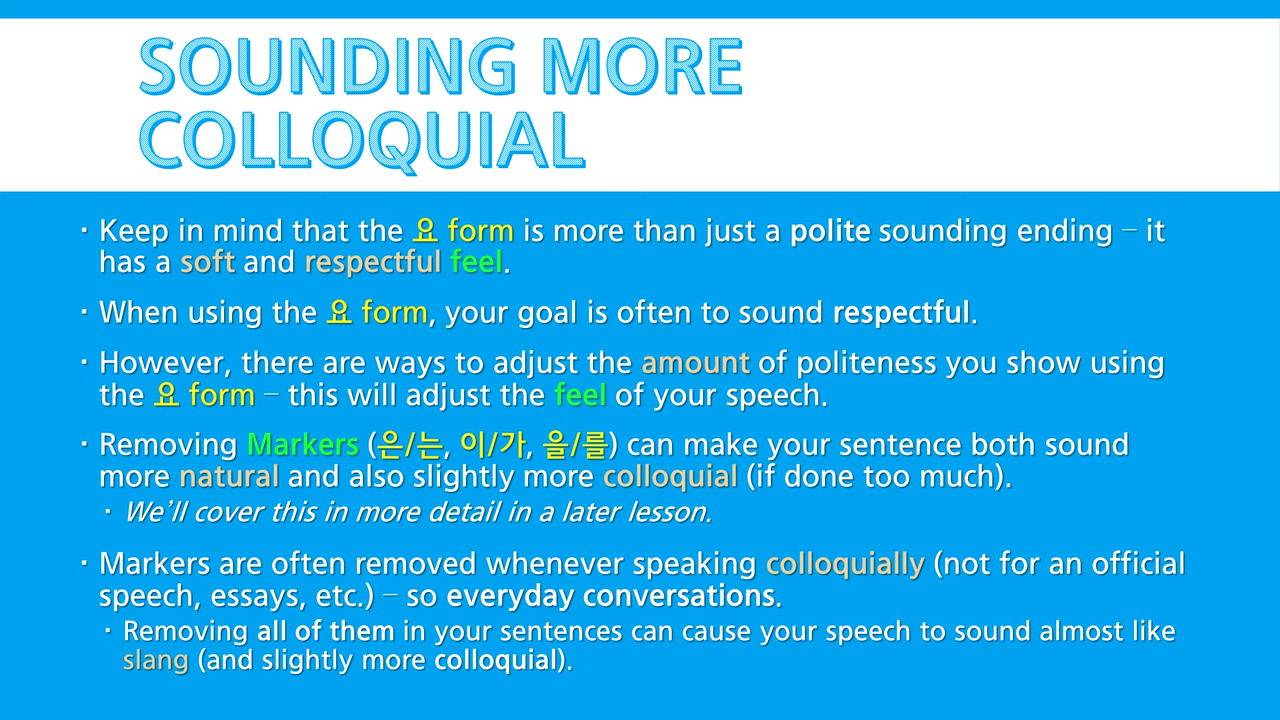 SOUNDING MORE
COLLOQUIAL
· Keep in mind that the 요 form is more than just a polite sounding ending – it
has a soft and respectful feel.
· When using the 요 form, your goal is often to sound respectful.
· However, there are ways to adjust the amount of politeness you show using
the 요 form – this will adjust the feel of your speech.
· Removing Markers (은/는, 이/가, 을/를) can make your sentence both sound
more natural and also slightly more colloquial (if done too much).
· We’ll cover this in more detail in a later lesson.
· Markers are often removed whenever speaking colloquially (not for an official
speech, essays, etc.) – so everyday conversations.
· Removing all of them in your sentences can cause your speech to sound almost like
slang (and slightly more colloquial).